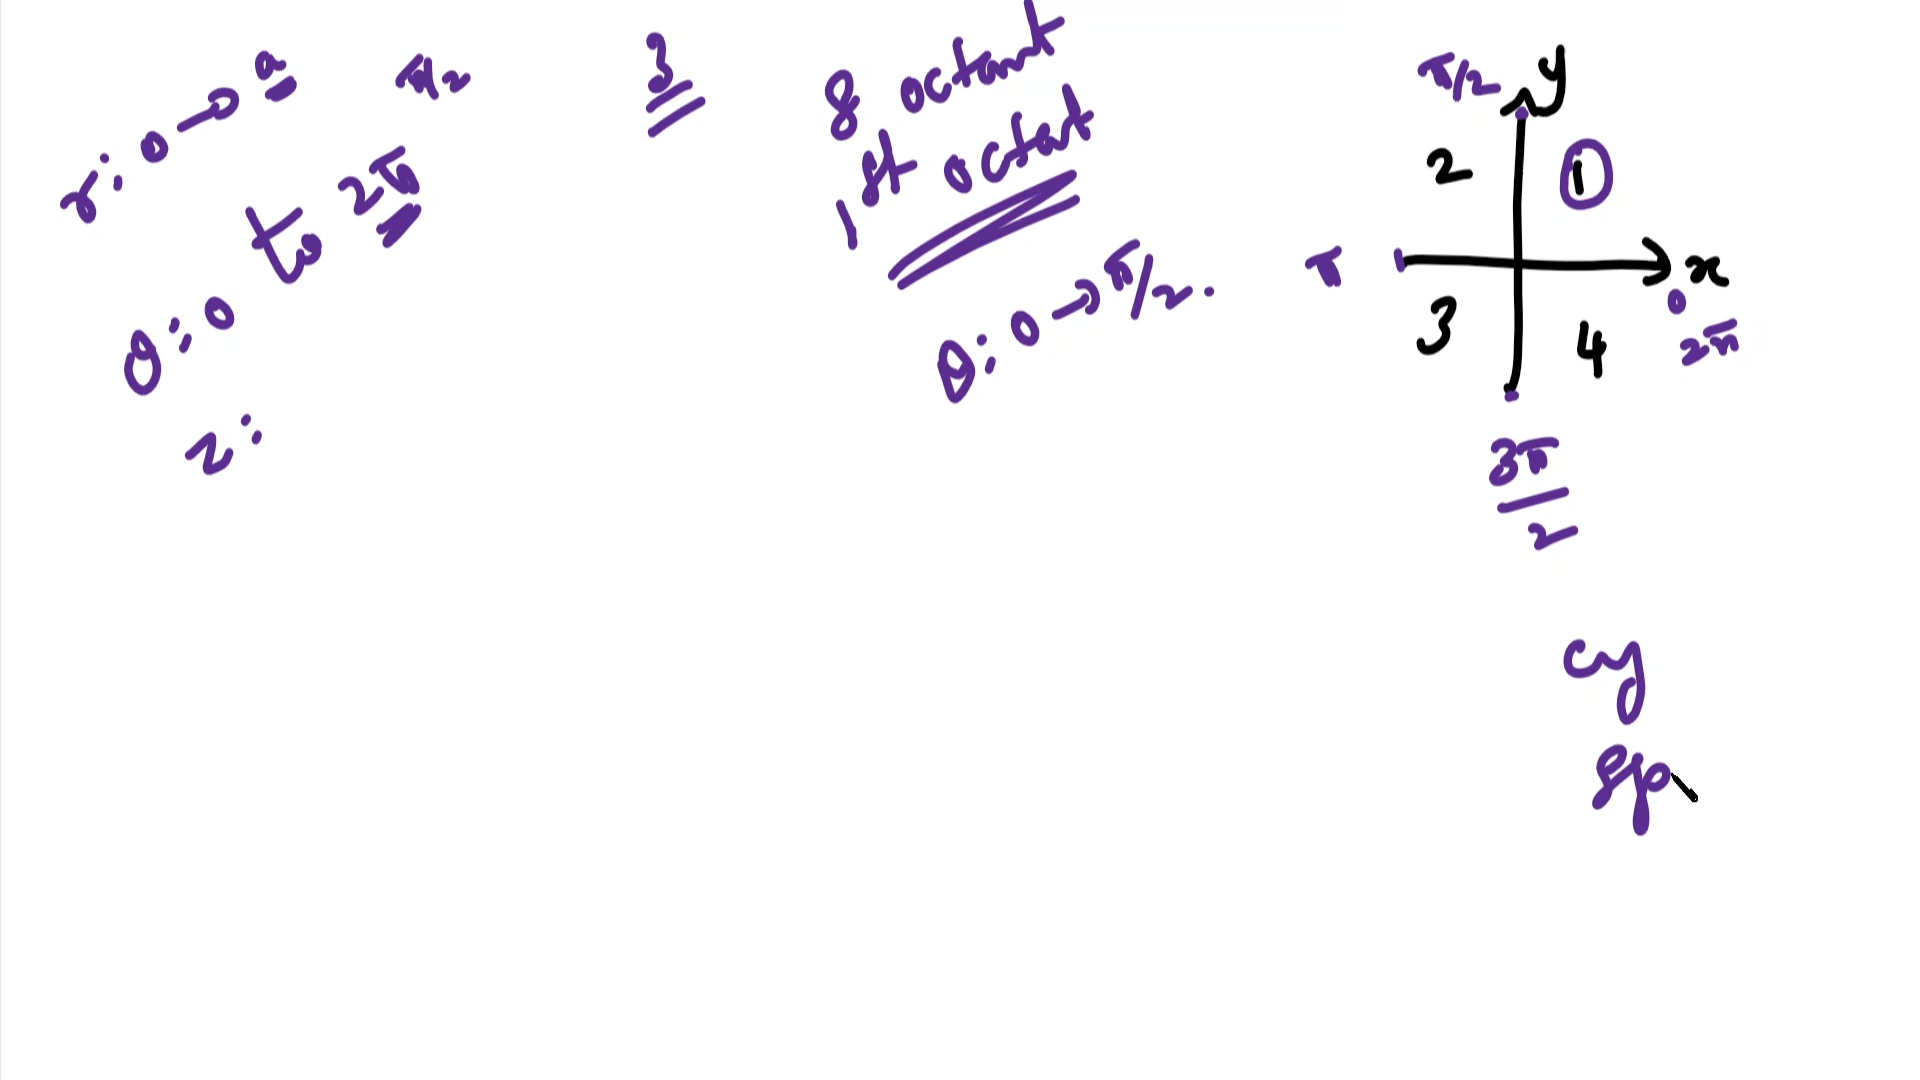 r: 0 → a
π/2
θ: 0 to 2π
z:
3
8 octant
1st octant
θ: 0 → π/2.
π/2
y
2
1
π
x
0
2π
3
4
3π/2
cy
sp